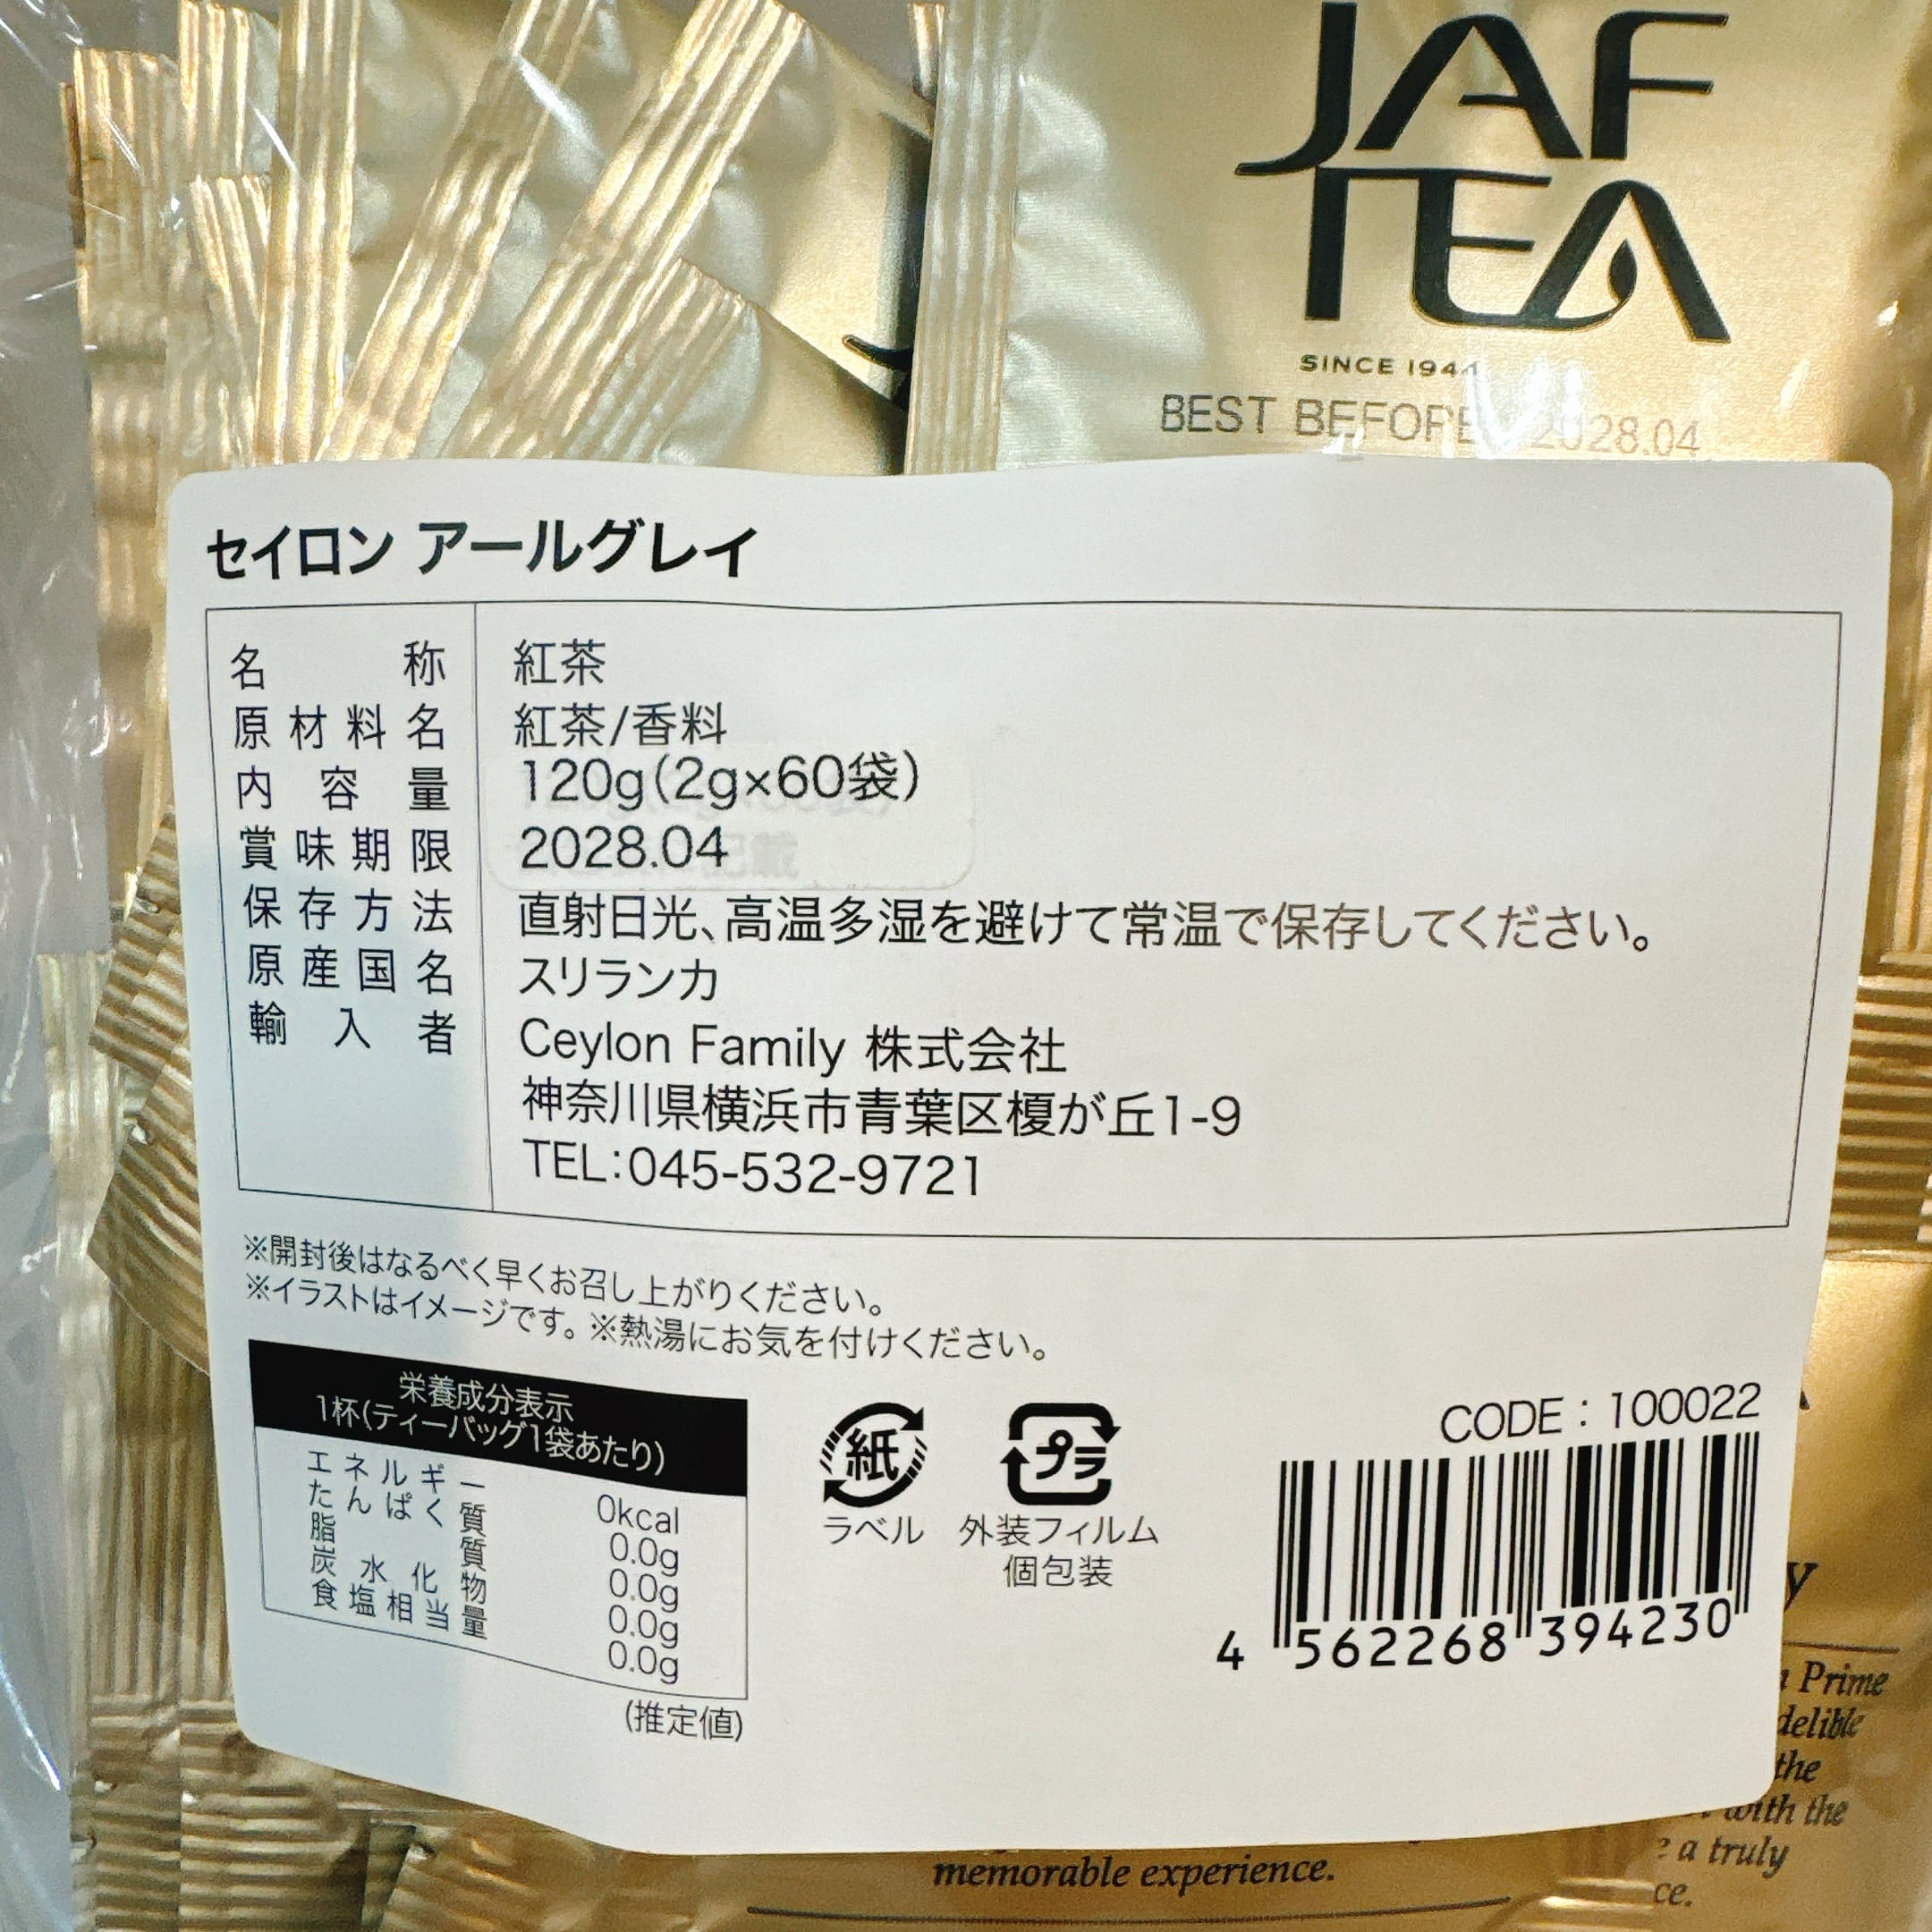 JAF
TEA
SINCE 1944
BEST BEFORE 2028.04
セイロン アールグレイ
名称 紅茶
原材料名 紅茶/香料
内容量 120g(2g×60袋)
賞味期限 2028.04
保存方法 直射日光、高温多湿を避けて常温で保存してください。
原産国名 スリランカ
輸入者 Ceylon Family 株式会社
神奈川県横浜市青葉区榎が丘1-9
TEL:045-532-9721
※開封後はなるべく早くお召し上がりください。
※イラストはイメージです。※熱湯にお気を付けください。
栄養成分表示
1杯(ティーバッグ1袋あたり)
エネルギー 0kcal
たんぱく質 0.0g
脂質 0.0g
炭水化物 0.0g
食塩相当量 0.0g
(推定値)
紙
ラベル
プラ
外装フィルム
個包装
CODE : 100022
4 562268 394230
y
Prime
delible
the
with the
a truly
ce.
memorable experience.